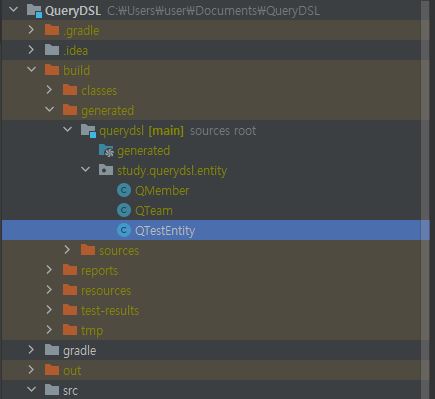 QueryDSL C:₩Users₩user₩Documents₩QueryDSL
.gradle
.idea
build
classes
generated
querydsl [main] sources root
generated
study.querydsl.entity
QMember
QTeam
QTestEntity
sources
reports
resources
test-results
tmp
gradle
out
src